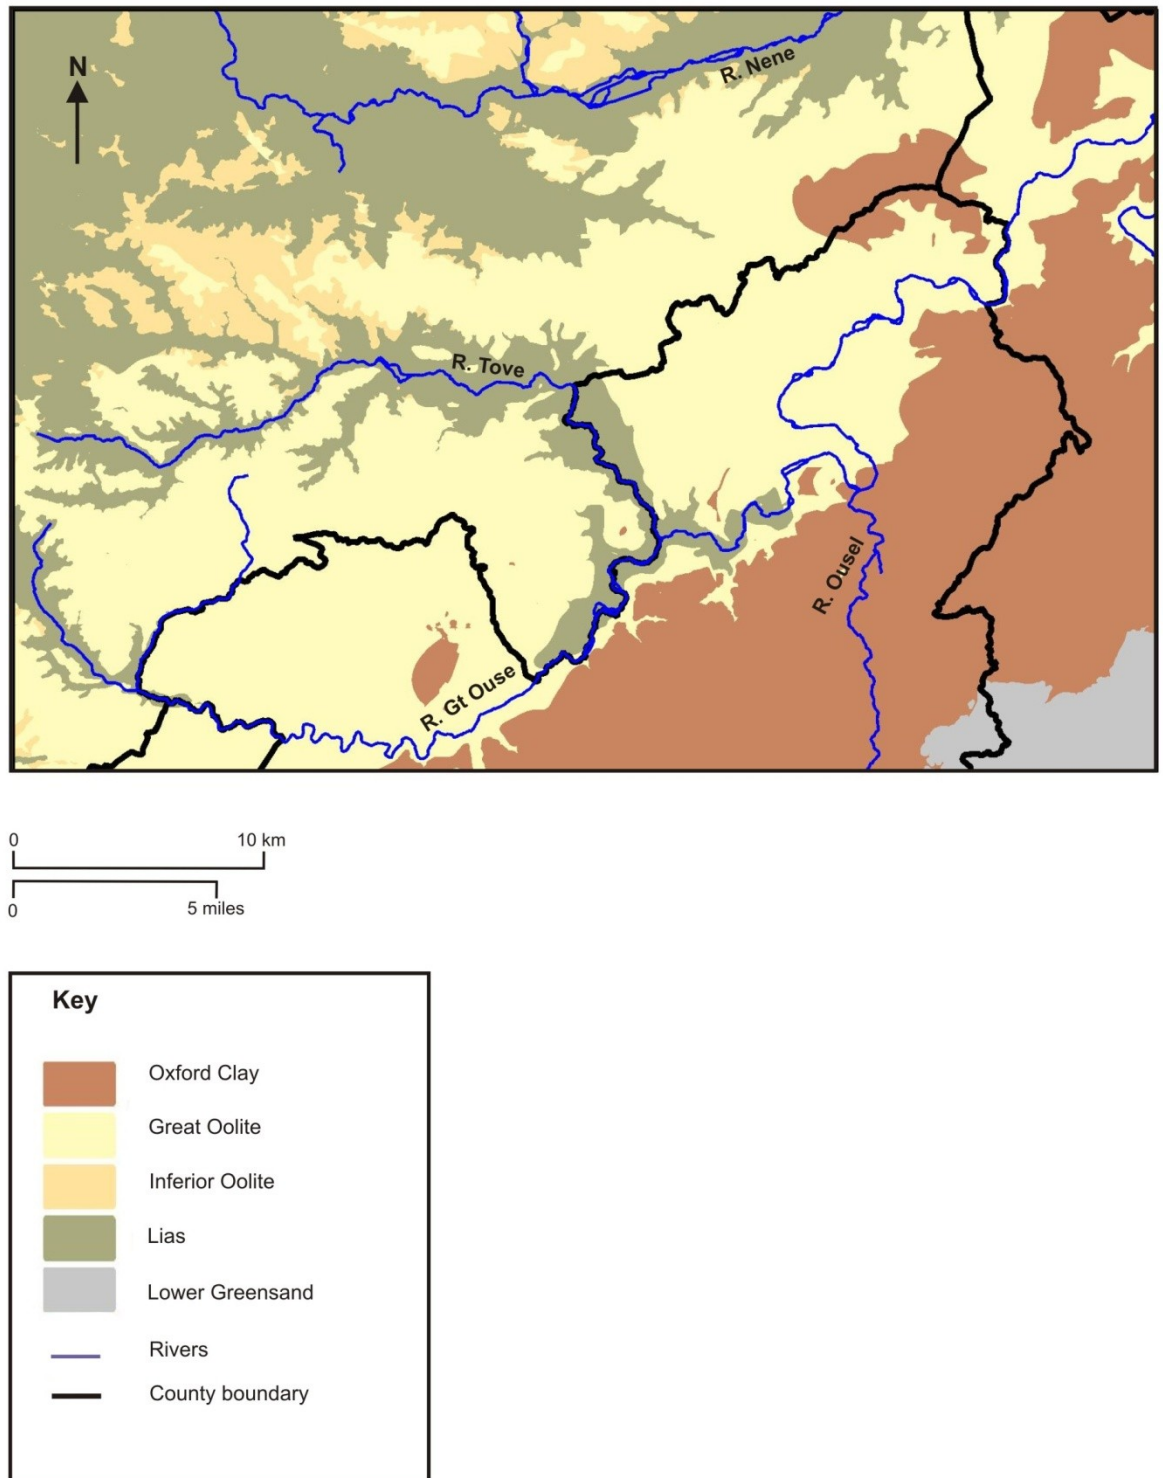 N
R. Nene
R. Tove
R. Ousel
R. Gt Ouse
0 10 km
0 5 miles
Key
Oxford Clay
Great Oolite
Inferior Oolite
Lias
Lower Greensand
Rivers
County boundary